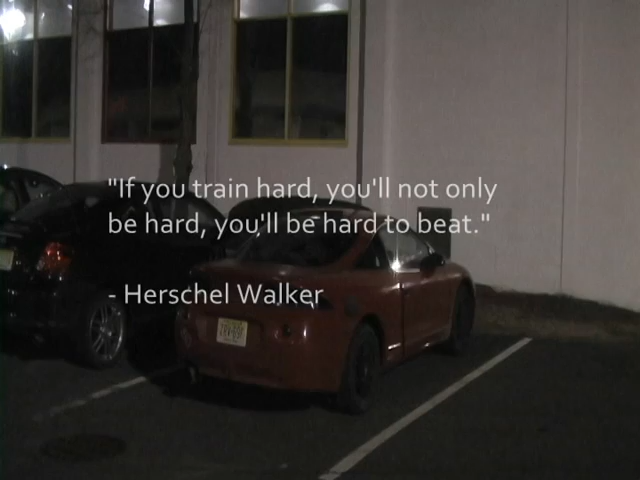 "If you train hard, you'll not only
be hard, you'll be hard to beat."
- Herschel Walker